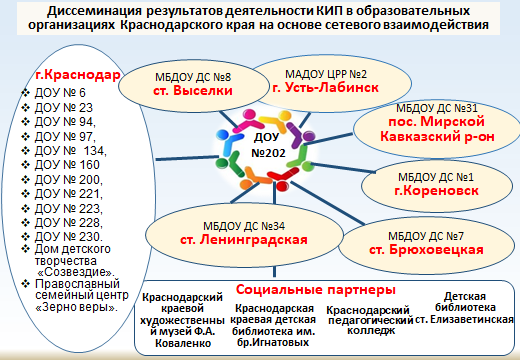 Диссеминация результатов деятельности КИП в образовательных
организациях Краснодарского края на основе сетевого взаимодействия
г.Краснодар
ДОУ № 6
ДОУ № 23
ДОУ № 94,
ДОУ № 97,
ДОУ № 134,
ДОУ № 160
ДОУ № 200,
ДОУ № 221,
ДОУ № 223,
ДОУ № 228,
ДОУ № 230.
Дом детского
творчества
«Созвездие».
Православный
семейный центр
«Зерно веры».
МБДОУ ДС №8
ст. Выселки
МАДОУ ЦРР №2
г. Усть-Лабинск
МБДОУ ДС №31
пос. Мирской
Кавказский р-он
ДОУ
№202
МБДОУ ДС №1
г.Кореновск
МБДОУ ДС №34
ст. Ленинградская
МБДОУ ДС №7
ст. Брюховецкая
Социальные партнеры
Краснодарский
краевой
художественны
й музей Ф.А.
Коваленко
Краснодарская
краевая детская
библиотека им.
бр.Игнатовых
Краснодарский
педагогический
колледж
Детская
библиотека
ст. Елизаветинская